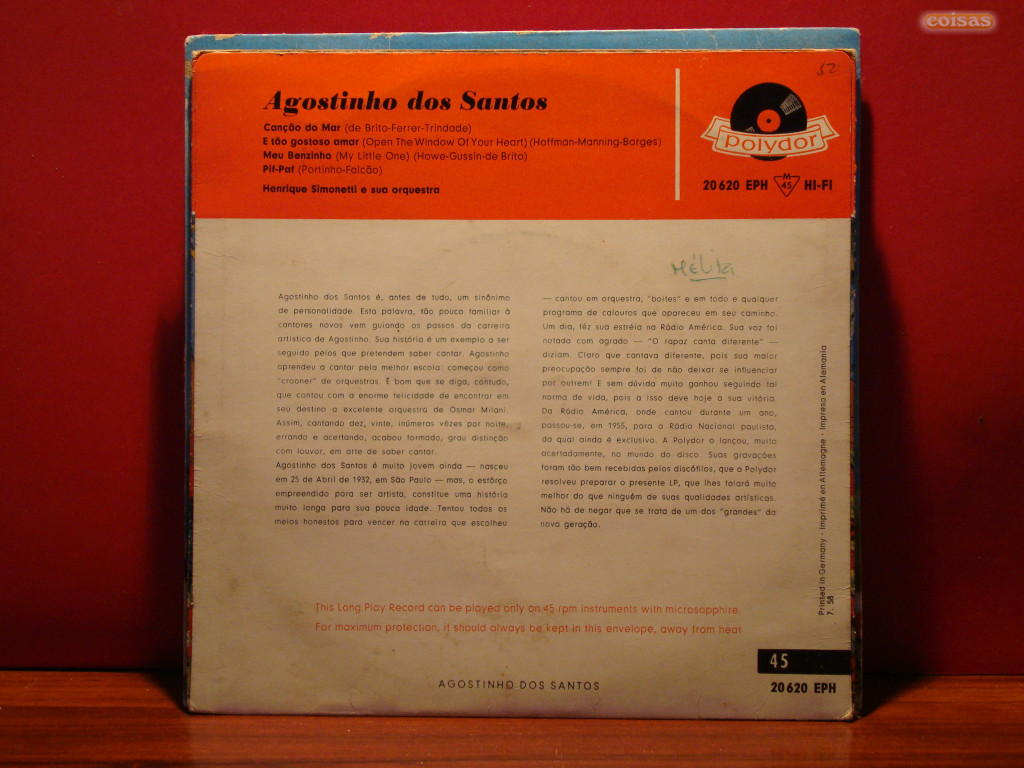 coisas
52
Agostinho dos Santos
Canção do Mar (de Brito-Ferrer-Trindade)
E tão gostoso amar (Open The Window Of Your Heart) (Hoffman-Manning-Borges)
Meu Benzinho (My Little One) (Howe-Gussin-de Brito)
Pif-Paf (Portinho-Falcão)
Henrique Simonetti e sua orquestra
polydor
20 620 EPH M 45 HI-FI
Mélita
Agostinho dos Santos é, antes de tudo, um sinônimo
de personalidade. Esta palavra, tão pouco familiar à
cantores novos vem guiando os passos da carreira
artística de Agostinho. Sua história é um exemplo a ser
seguido pelos que pretendem saber cantar. Agostinho
aprendeu a cantar pela melhor escola: começou como
"crooner" de orquestras. É bom que se diga, contudo,
que contou com a enorme felicidade de encontrar em
seu destino a excelente orquestra de Osmar Milani.
Assim, cantando dez, vinte, inúmeras vêzes por noite,
errando e acertando, acabou formado, grau distinção
com louvor, em arte de saber cantar.
Agostinho dos Santos é muito jovem ainda — nasceu
em 25 de Abril de 1932, em São Paulo — mas, o esfôrço
empreendido para ser artista, constitue uma história
muito longa para sua pouca idade. Tentou todos os
meios honestos para vencer na carreira que escolheu
— cantou em orquestra, "boites" e em todo e qualquer
programa de calouros que apareceu em seu caminho.
Um dia, fêz sua estréia na Rádio América. Sua voz foi
notada com agrado — "O rapaz canta diferente" —
diziam. Claro que cantava diferente, pois sua maior
preocupação sempre foi de não deixar se influenciar
por outrem! E sem dúvida muito ganhou seguindo tal
norma de vida, pois a isso deve hoje a sua vitória.
Da Rádio América, onde cantou durante um ano,
passou-se, em 1955, para a Rádio Nacional paulista,
da qual ainda é exclusivo. A Polydor o lançou, muito
acertadamente, no mundo do disco. Suas gravações
foram tão bem recebidas pelos discófilos, que a Polydor
resolveu preparar o presente LP, que lhes falará muito
melhor do que ninguém de suas qualidades artísticas.
Não há de negar que se trata de um dos "grandes" da
nova geração.
Printed in Germany · Imprimé en Allemagne · Impreso en Alemania
7. 58
This Long Play Record can be played only on 45 rpm instruments with microsapphire
For maximum protection, it should always be kept in this envelope, away from heat
45
AGOSTINHO DOS SANTOS
20 620 EPH